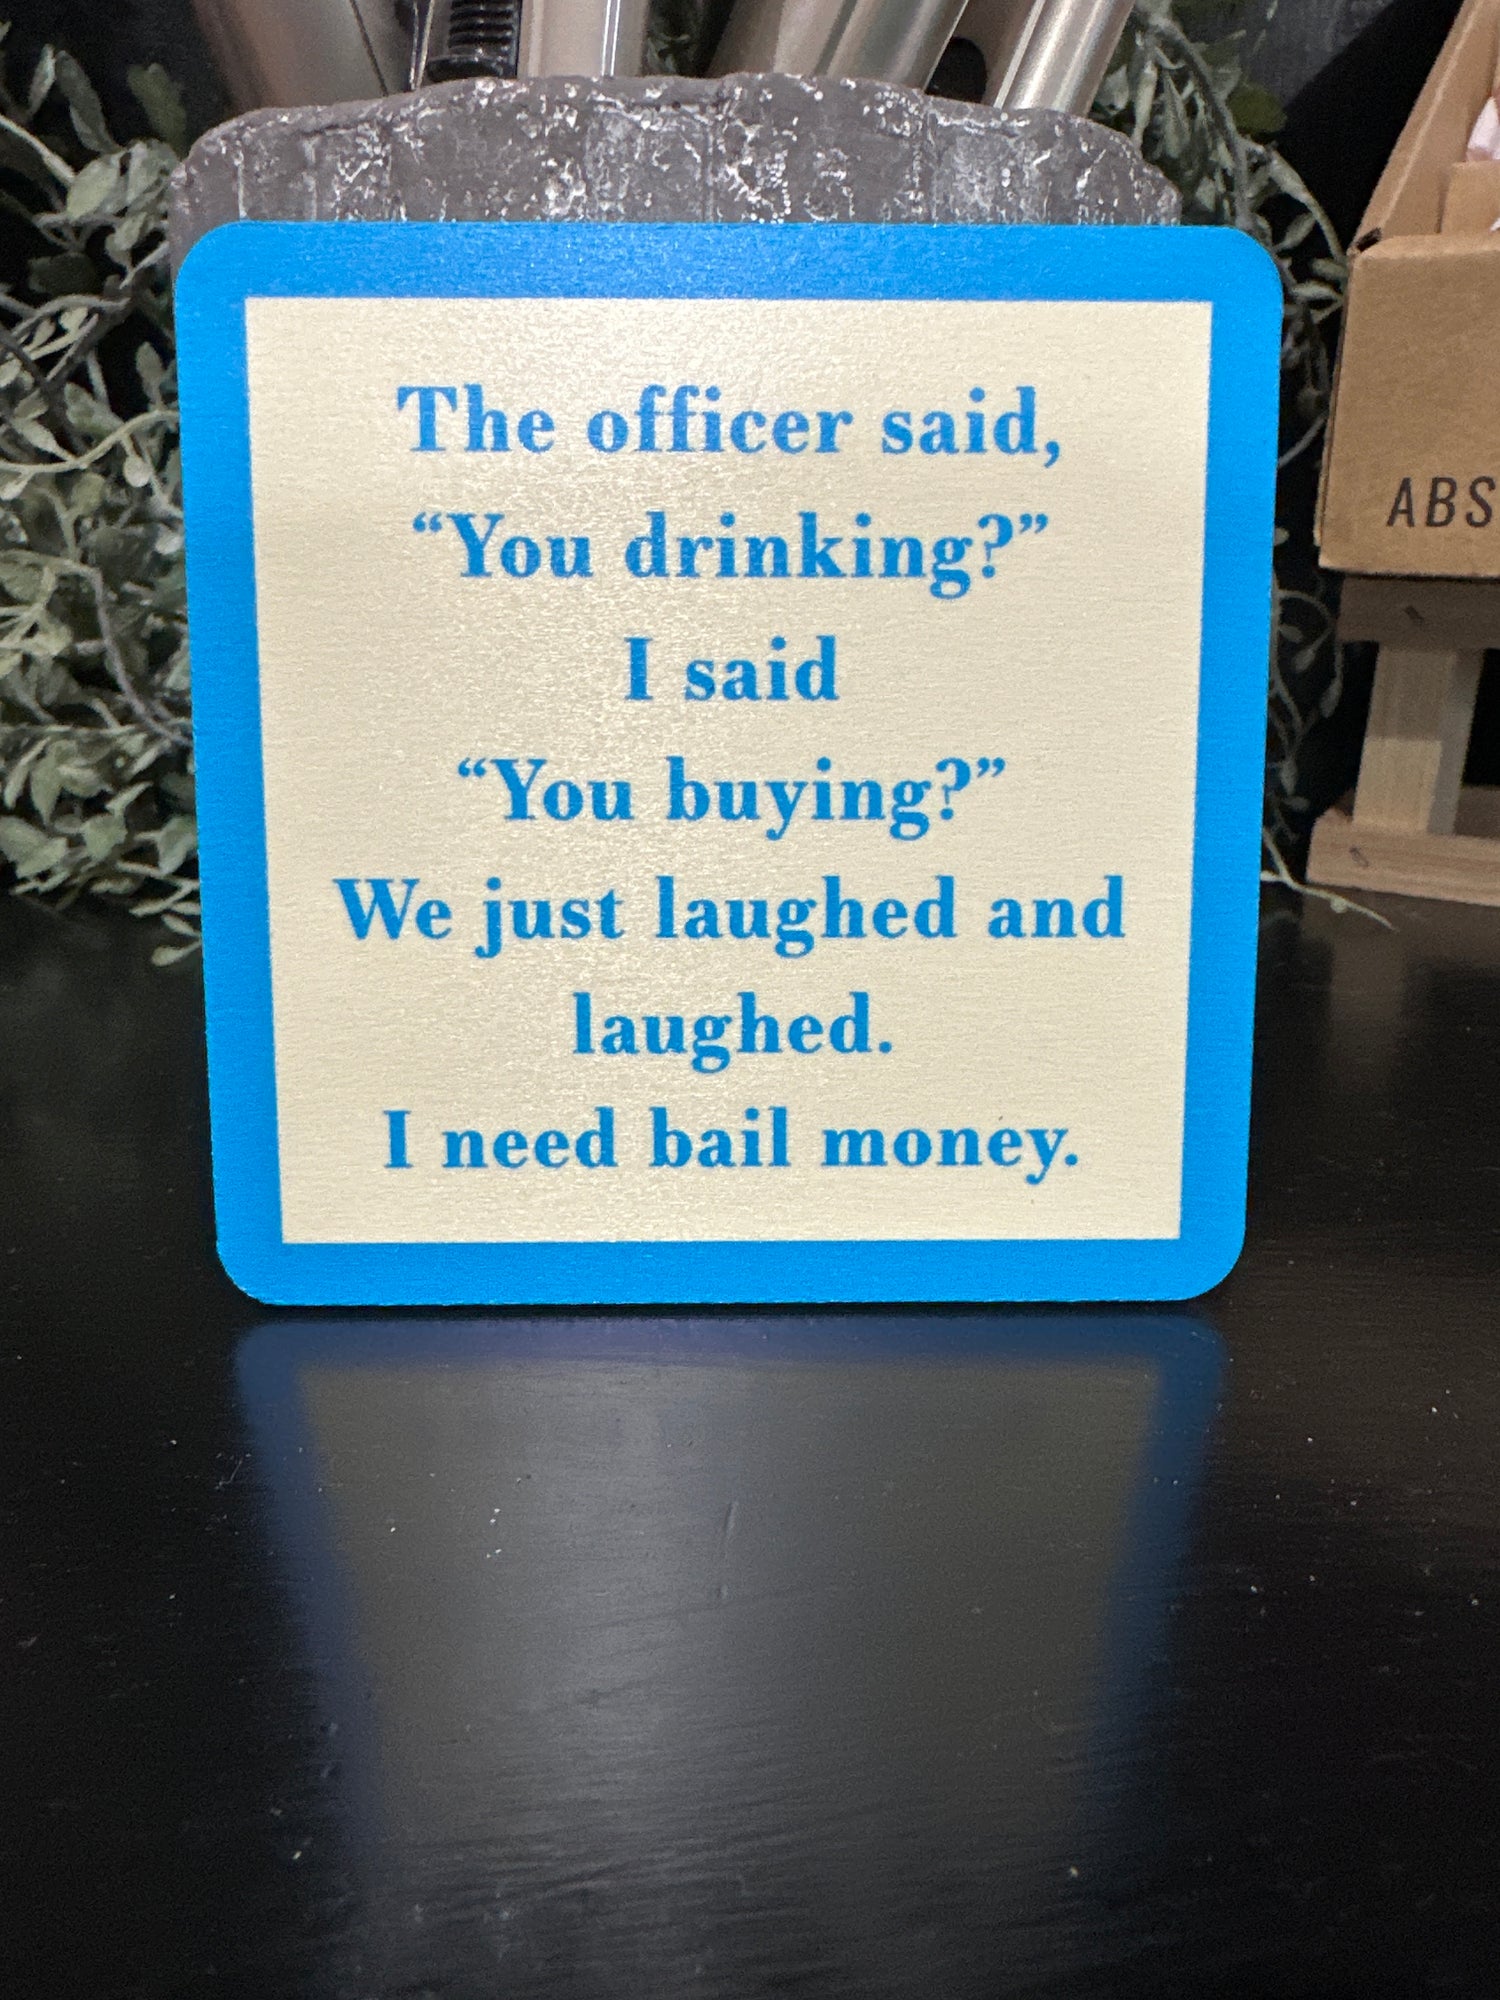 The officer said,
“You drinking?”
I said
“You buying?”
We just laughed and
laughed.
I need bail money.
ABS